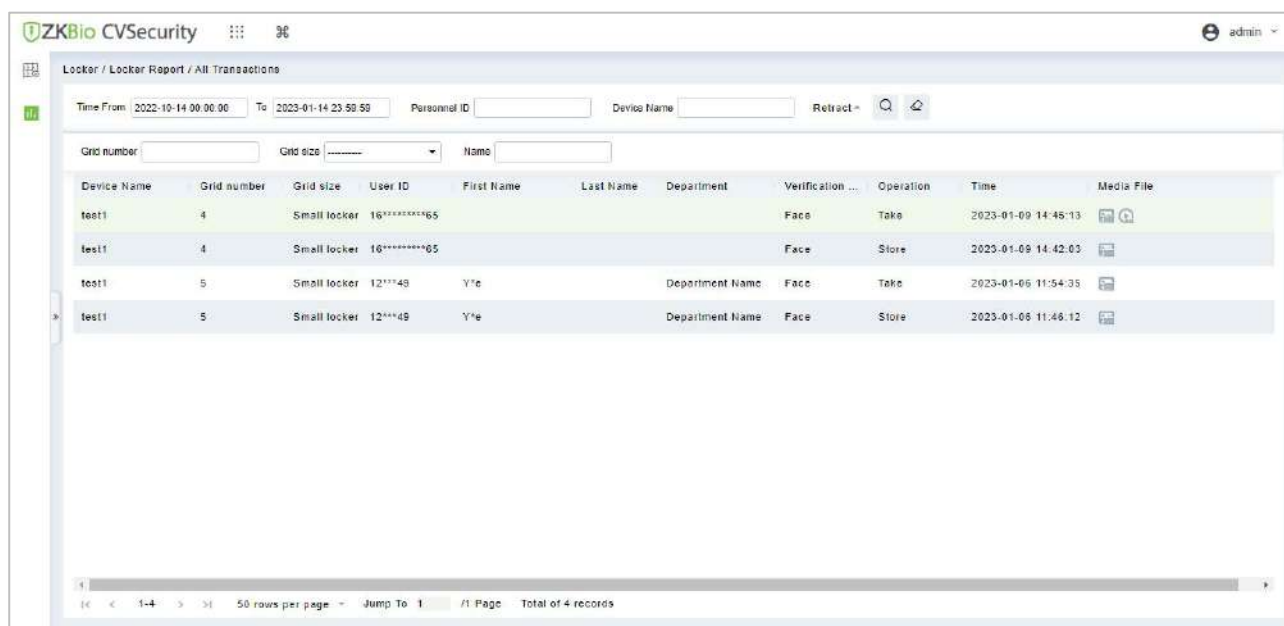 ZKBio CVSecurity admin
Locker / Locker Report / All Transactions
Time From 2022-10-14 00:00:00 To 2023-01-14 23:59:59 Personnel ID Device Name Retract
Grid number Grid size ---------- Name
Device Name Grid number Grid size User ID First Name Last Name Department Verification ... Operation Time Media File
test1 4 Small locker 16*********65 Face Take 2023-01-09 14:45:13
test1 4 Small locker 16*********65 Face Store 2023-01-09 14:42:03
test1 5 Small locker 12***49 Y*e Department Name Face Take 2023-01-06 11:54:35
test1 5 Small locker 12***49 Y*e Department Name Face Store 2023-01-06 11:46:12
1-4 50 rows per page Jump To 1 /1 Page Total of 4 records